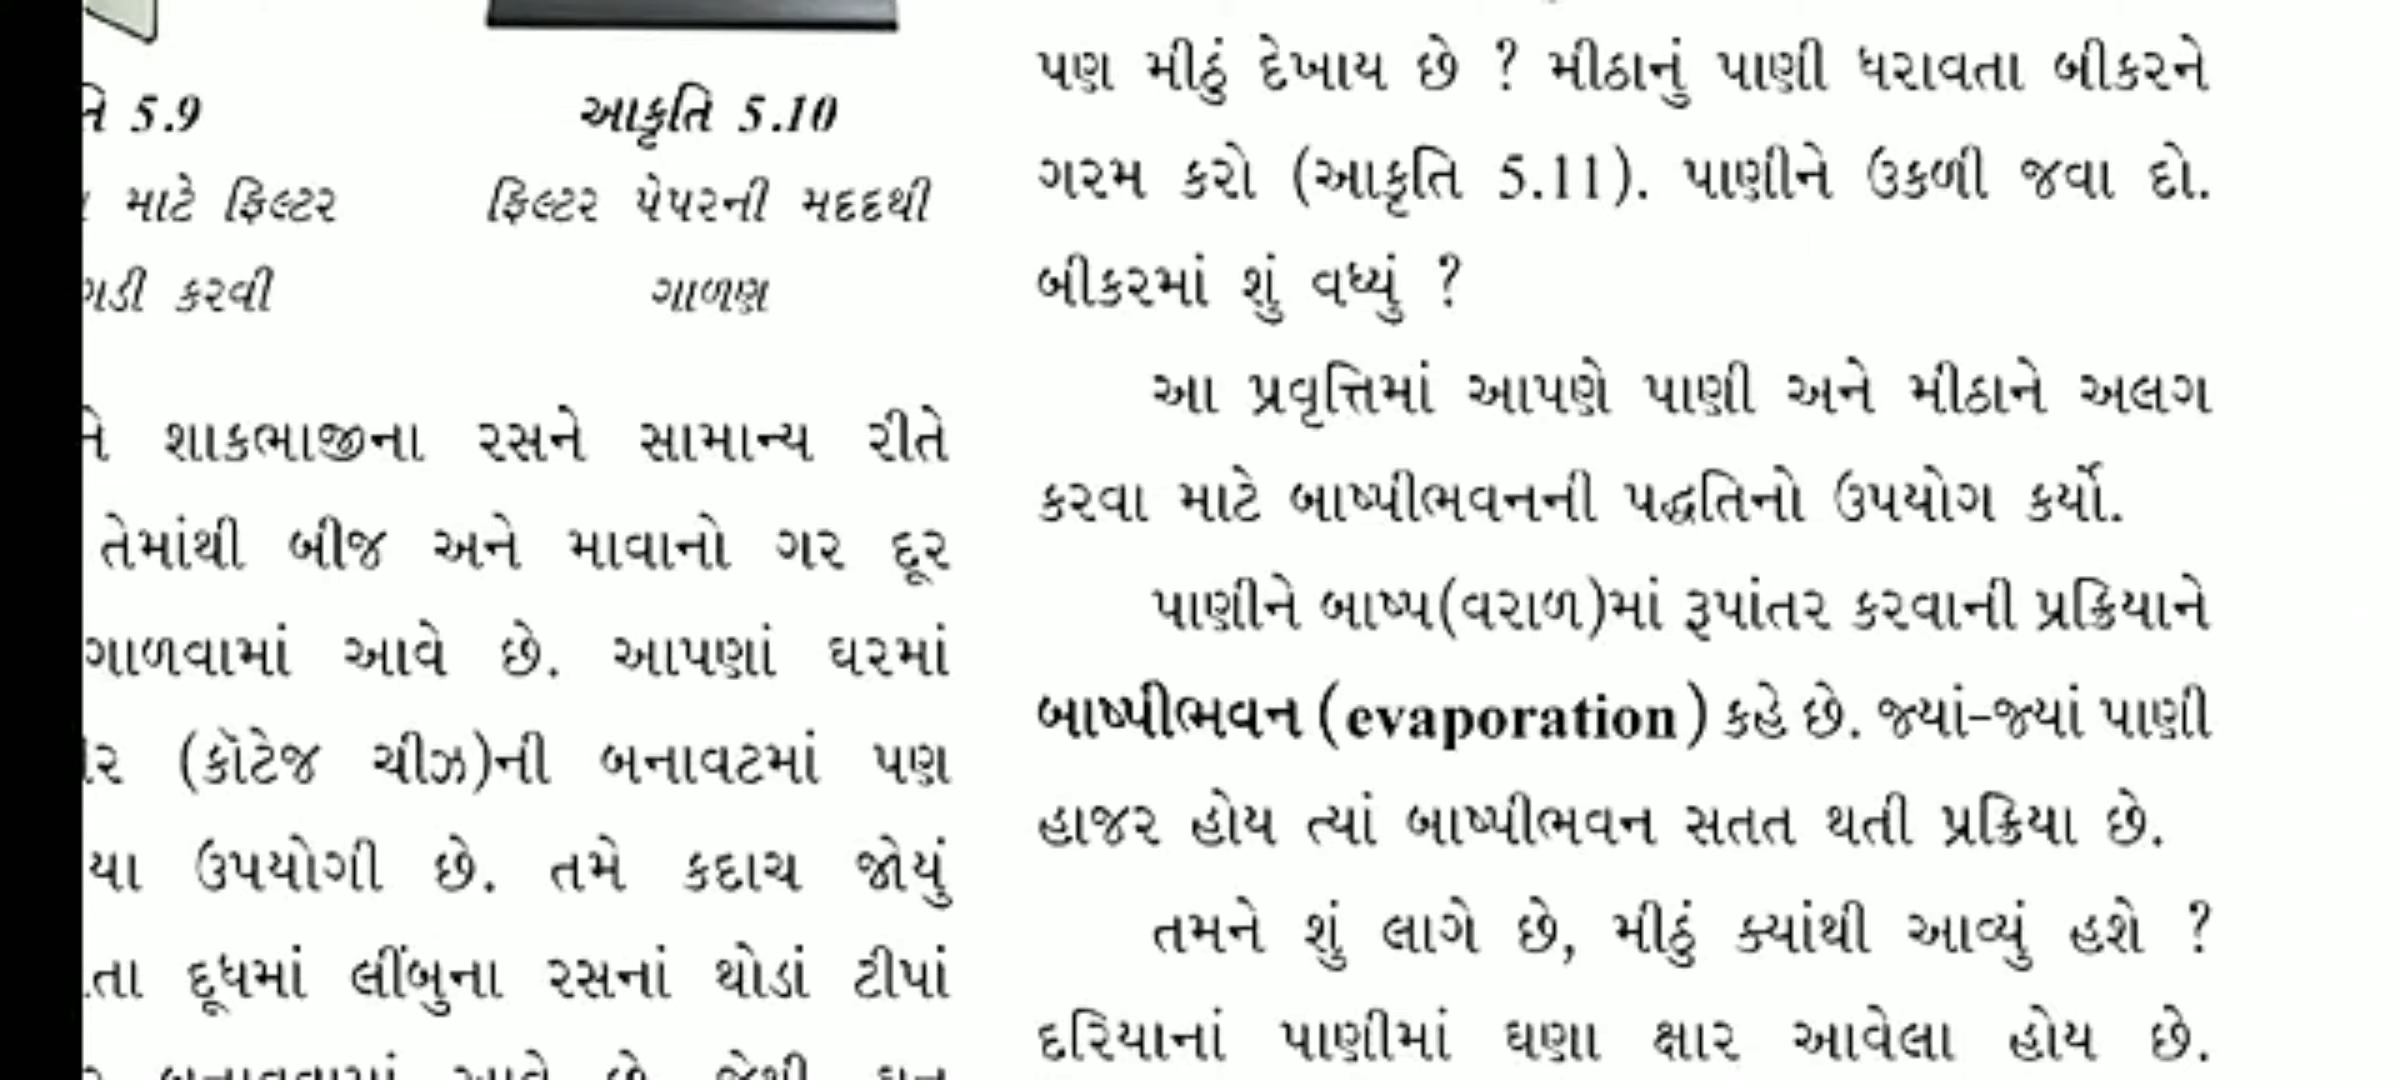 5.9
માટે ફિલ્ટર
કરવી
આકૃતિ 5.10
ફિલ્ટર પેપરની મદદથી
ગાળણ
શાકભાજીના રસને સામાન્ય રીતે
તેમાંથી બીજ અને માવાનો ગર દૂર
ગાળવામાં આવે છે. આપણાં ઘરમાં
(કૉટેજ ચીઝ)ની બનાવટમાં પણ
ઉપયોગી છે. તમે કદાચ જોયું
દૂધમાં લીંબુના રસનાં થોડાં ટીપાં
પણ મીઠું દેખાય છે ? મીઠાનું પાણી ધરાવતા બીકરને
ગરમ કરો (આકૃતિ 5.11). પાણીને ઉકળી જવા દો.
બીકરમાં શું વધ્યું ?
આ પ્રવૃત્તિમાં આપણે પાણી અને મીઠાને અલગ
કરવા માટે બાષ્પીભવનની પદ્ધતિનો ઉપયોગ કર્યો.
પાણીને બાષ્પ(વરાળ)માં રૂપાંતર કરવાની પ્રક્રિયાને
બાષ્પીભવન (evaporation) કહે છે. જ્યાં-જ્યાં પાણી
હાજર હોય ત્યાં બાષ્પીભવન સતત થતી પ્રક્રિયા છે.
તમને શું લાગે છે, મીઠું ક્યાંથી આવ્યું હશે ?
દરિયાનાં પાણીમાં ઘણા ક્ષાર આવેલા હોય છે.